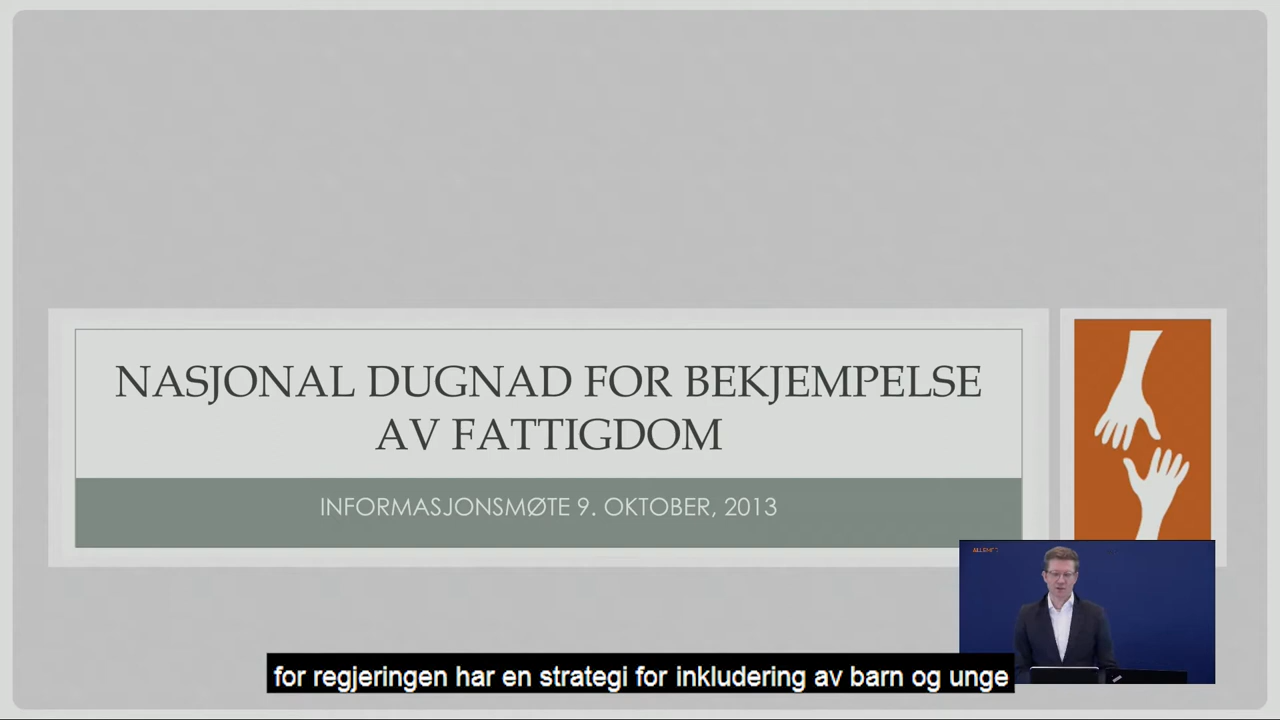 NASJONAL DUGNAD FOR BEKJEMPELSE
AV FATTIGDOM
INFORMASJONSMØTE 9. OKTOBER, 2013
for regjeringen har en strategi for inkludering av barn og unge